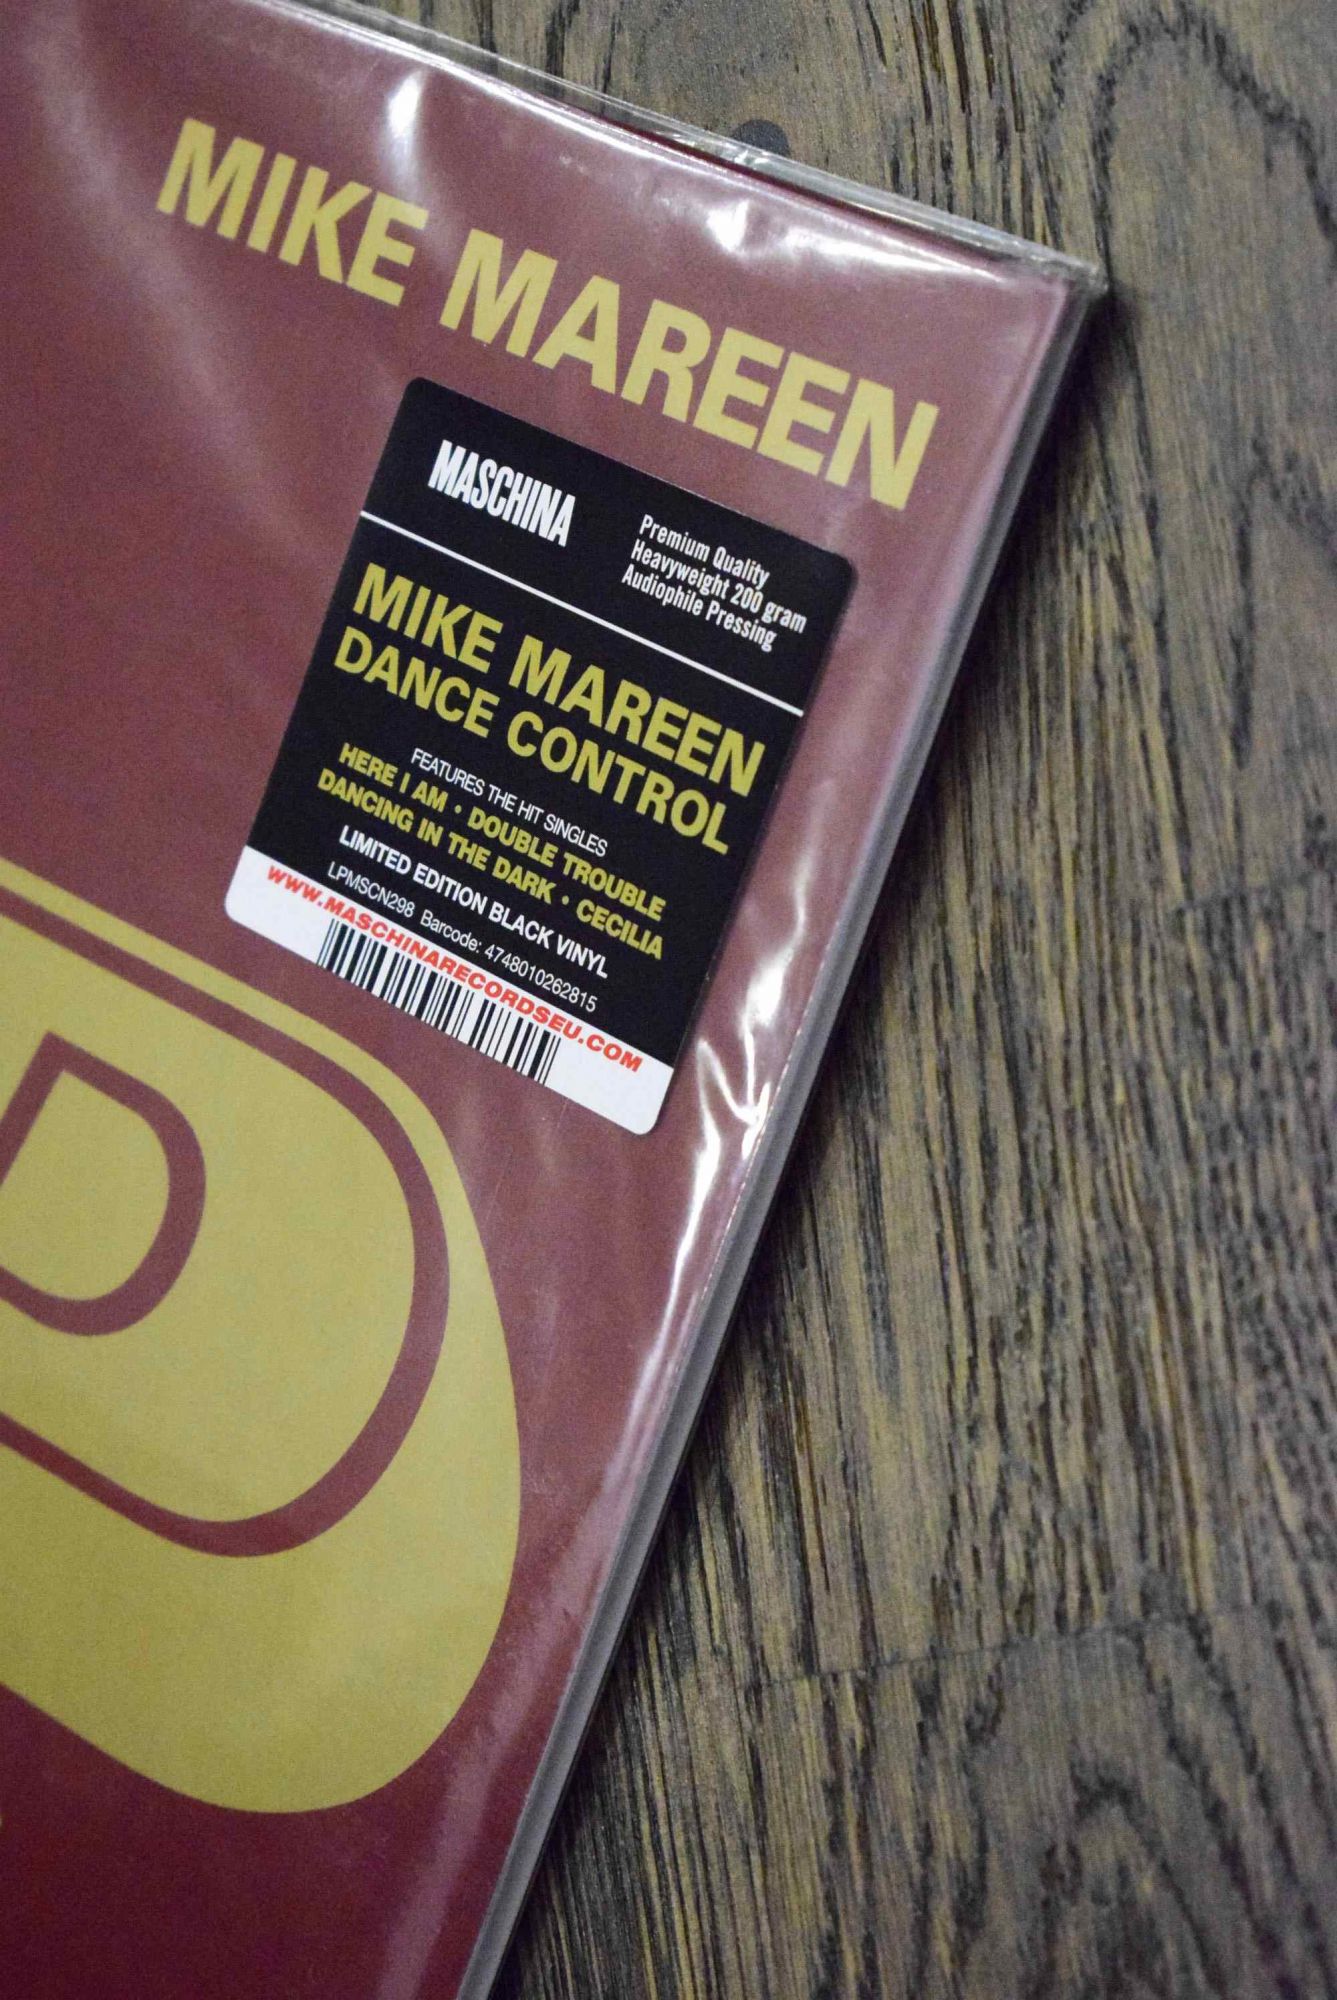 MIKE MAREEN
MASCHINA
Premium Quality
Heavyweight 200 gram
Audiophile Pressing
MIKE MAREEN
DANCE CONTROL
FEATURES THE HIT SINGLES
HERE I AM • DOUBLE TROUBLE
DANCING IN THE DARK • CECILIA
LIMITED EDITION BLACK VINYL
LPMSCN298 Barcode: 4748010262815
WWW.MASCHINARECORDSEU.COM
D